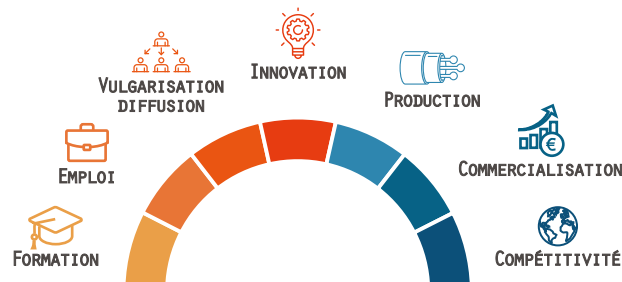 Formation
Emploi
Vulgarisation
diffusion
Innovation
Production
Commercialisation
€
Compétitivité